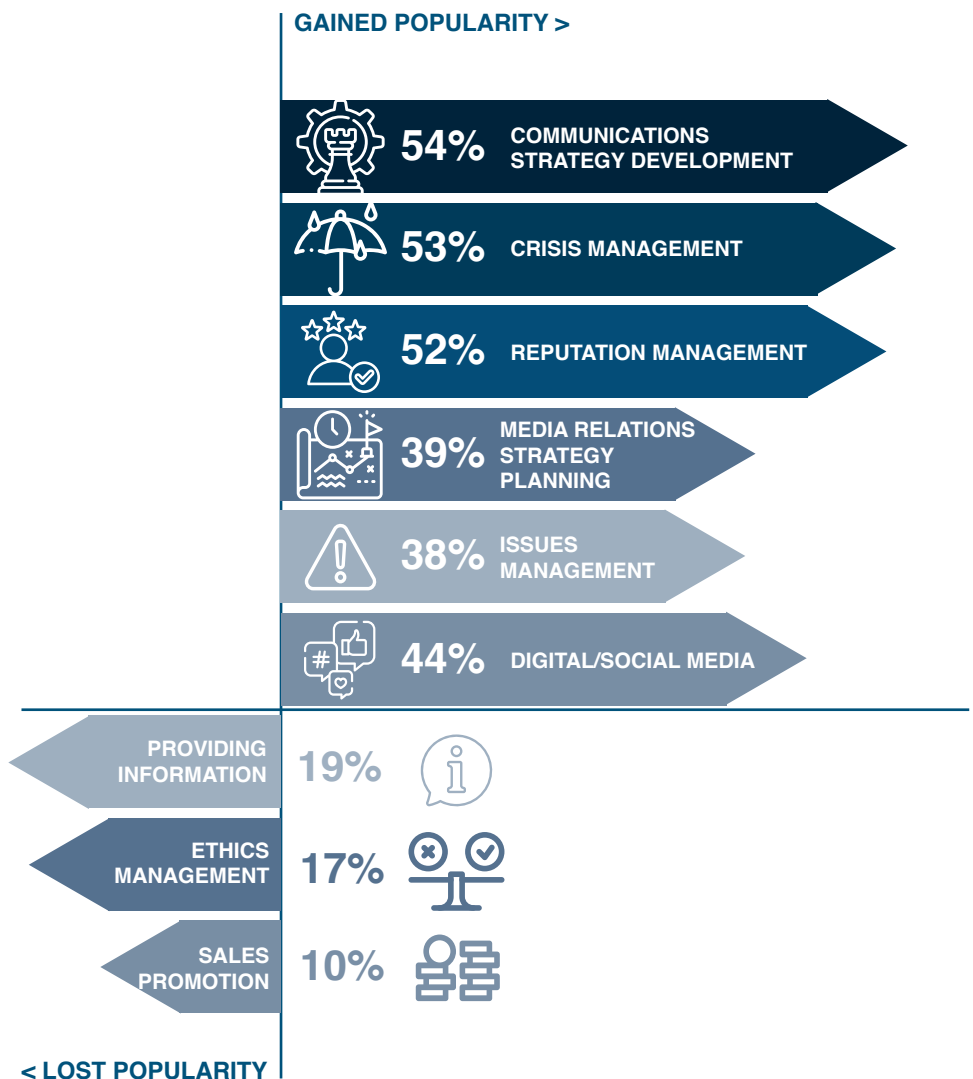 GAINED POPULARITY >
54%
COMMUNICATIONS
STRATEGY DEVELOPMENT
53%
CRISIS MANAGEMENT
52%
REPUTATION MANAGEMENT
39%
MEDIA RELATIONS
STRATEGY
PLANNING
38%
ISSUES
MANAGEMENT
#
44%
DIGITAL/SOCIAL MEDIA
PROVIDING
INFORMATION
19%
i
ETHICS
MANAGEMENT
17%
SALES
PROMOTION
10%
< LOST POPULARITY